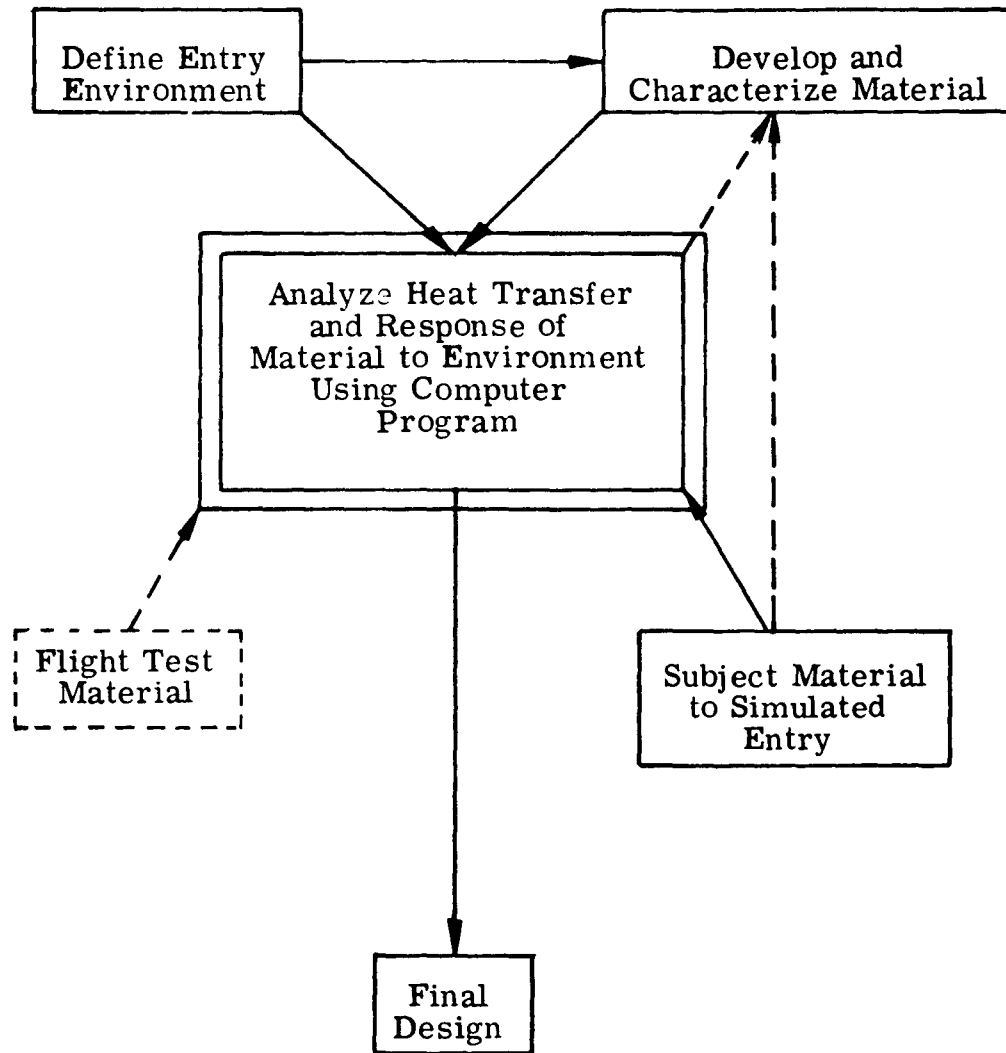 Define Entry
Environment
Develop and
Characterize Material
Analyze Heat Transfer
and Response of
Material to Environment
Using Computer
Program
Flight Test
Material
Subject Material
to Simulated
Entry
Final
Design